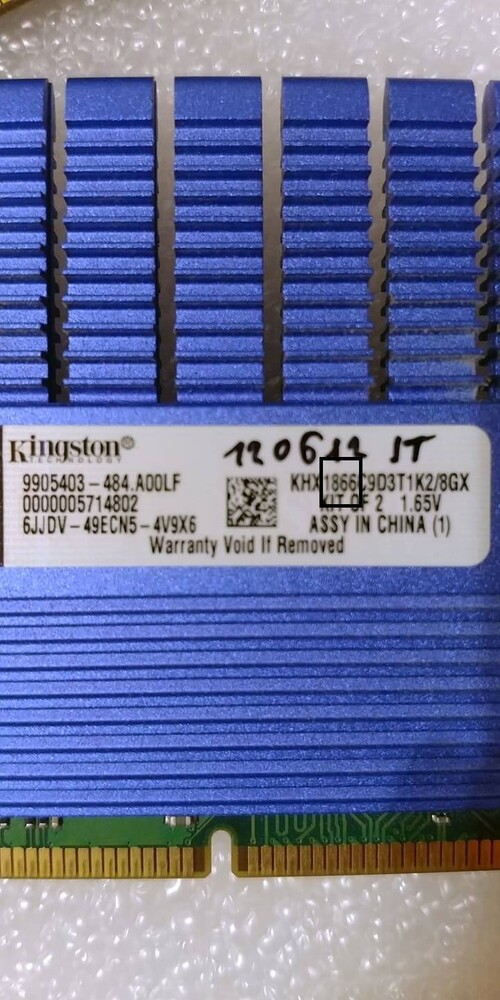 Kingston®
TECHNOLOGY
120612 JT
9905403-484.A00LF
0000005714802
6JJDV-49ECN5-4V9X6
KHX1866C9D3T1K2/8GX
KIT OF 2 1.65V
ASSY IN CHINA (1)
Warranty Void If Removed